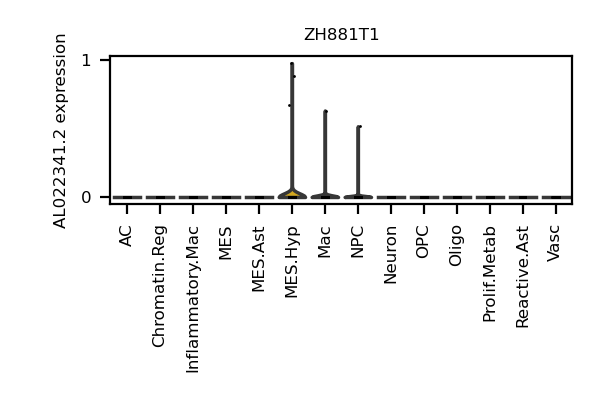 ZH881T1
AL022341.2 expression
1
0
AC
Chromatin.Reg
Inflammatory.Mac
MES
MES.Ast
MES.Hyp
Mac
NPC
Neuron
OPC
Oligo
Prolif.Metab
Reactive.Ast
Vasc